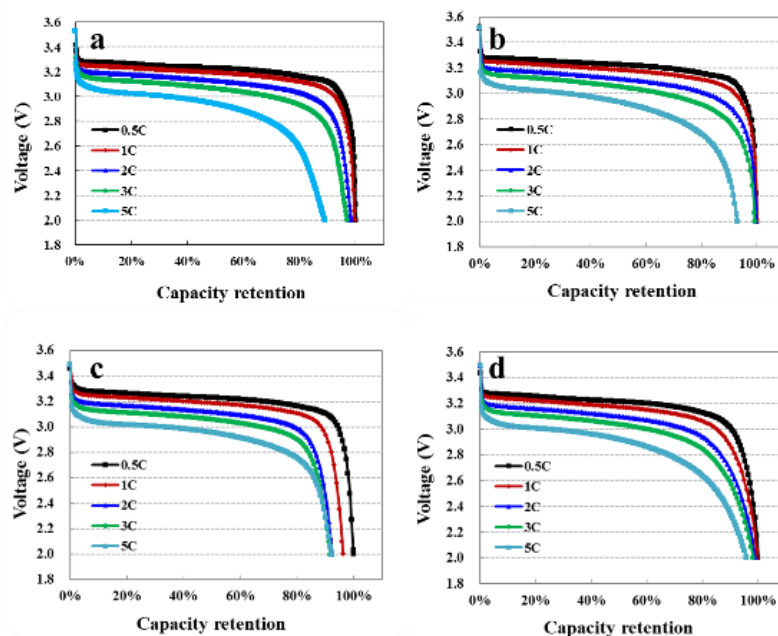 a
3.6
3.4
3.2
3.0
2.8
2.6
2.4
2.2
2.0
1.8
Voltage (V)
0.5C
1C
2C
3C
5C
0% 20% 40% 60% 80% 100%
Capacity retention
b
3.6
3.4
3.2
3.0
2.8
2.6
2.4
2.2
2.0
1.8
Voltage (V)
0.5C
1C
2C
3C
5C
0% 20% 40% 60% 80% 100%
Capacity retention
c
3.6
3.4
3.2
3.0
2.8
2.6
2.4
2.2
2.0
1.8
Voltage (V)
0.5C
1C
2C
3C
5C
0% 20% 40% 60% 80% 100%
Capacity retention
d
3.6
3.4
3.2
3.0
2.8
2.6
2.4
2.2
2.0
1.8
Voltage (V)
0.5C
1C
2C
3C
5C
0% 20% 40% 60% 80% 100%
Capacity retention